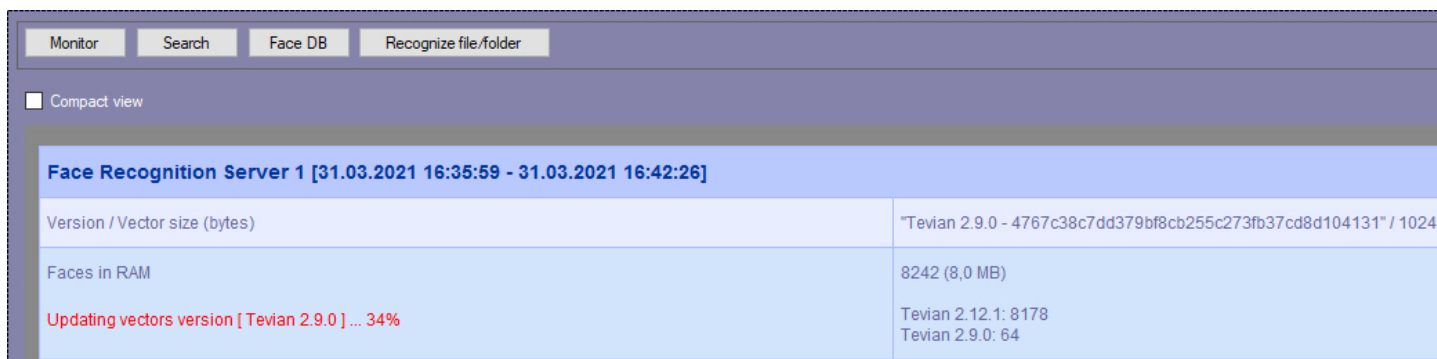 Monitor Search Face DB Recognize file/folder
Compact view
Face Recognition Server 1 [31.03.2021 16:35:59 - 31.03.2021 16:42:26]
Version / Vector size (bytes) "Tevian 2.9.0 - 4767c38c7dd379bf8cb255c273fb37cd8d104131" / 1024
Faces in RAM 8242 (8,0 MB)
Updating vectors version [ Tevian 2.9.0 ] ... 34%
Tevian 2.12.1: 8178
Tevian 2.9.0: 64